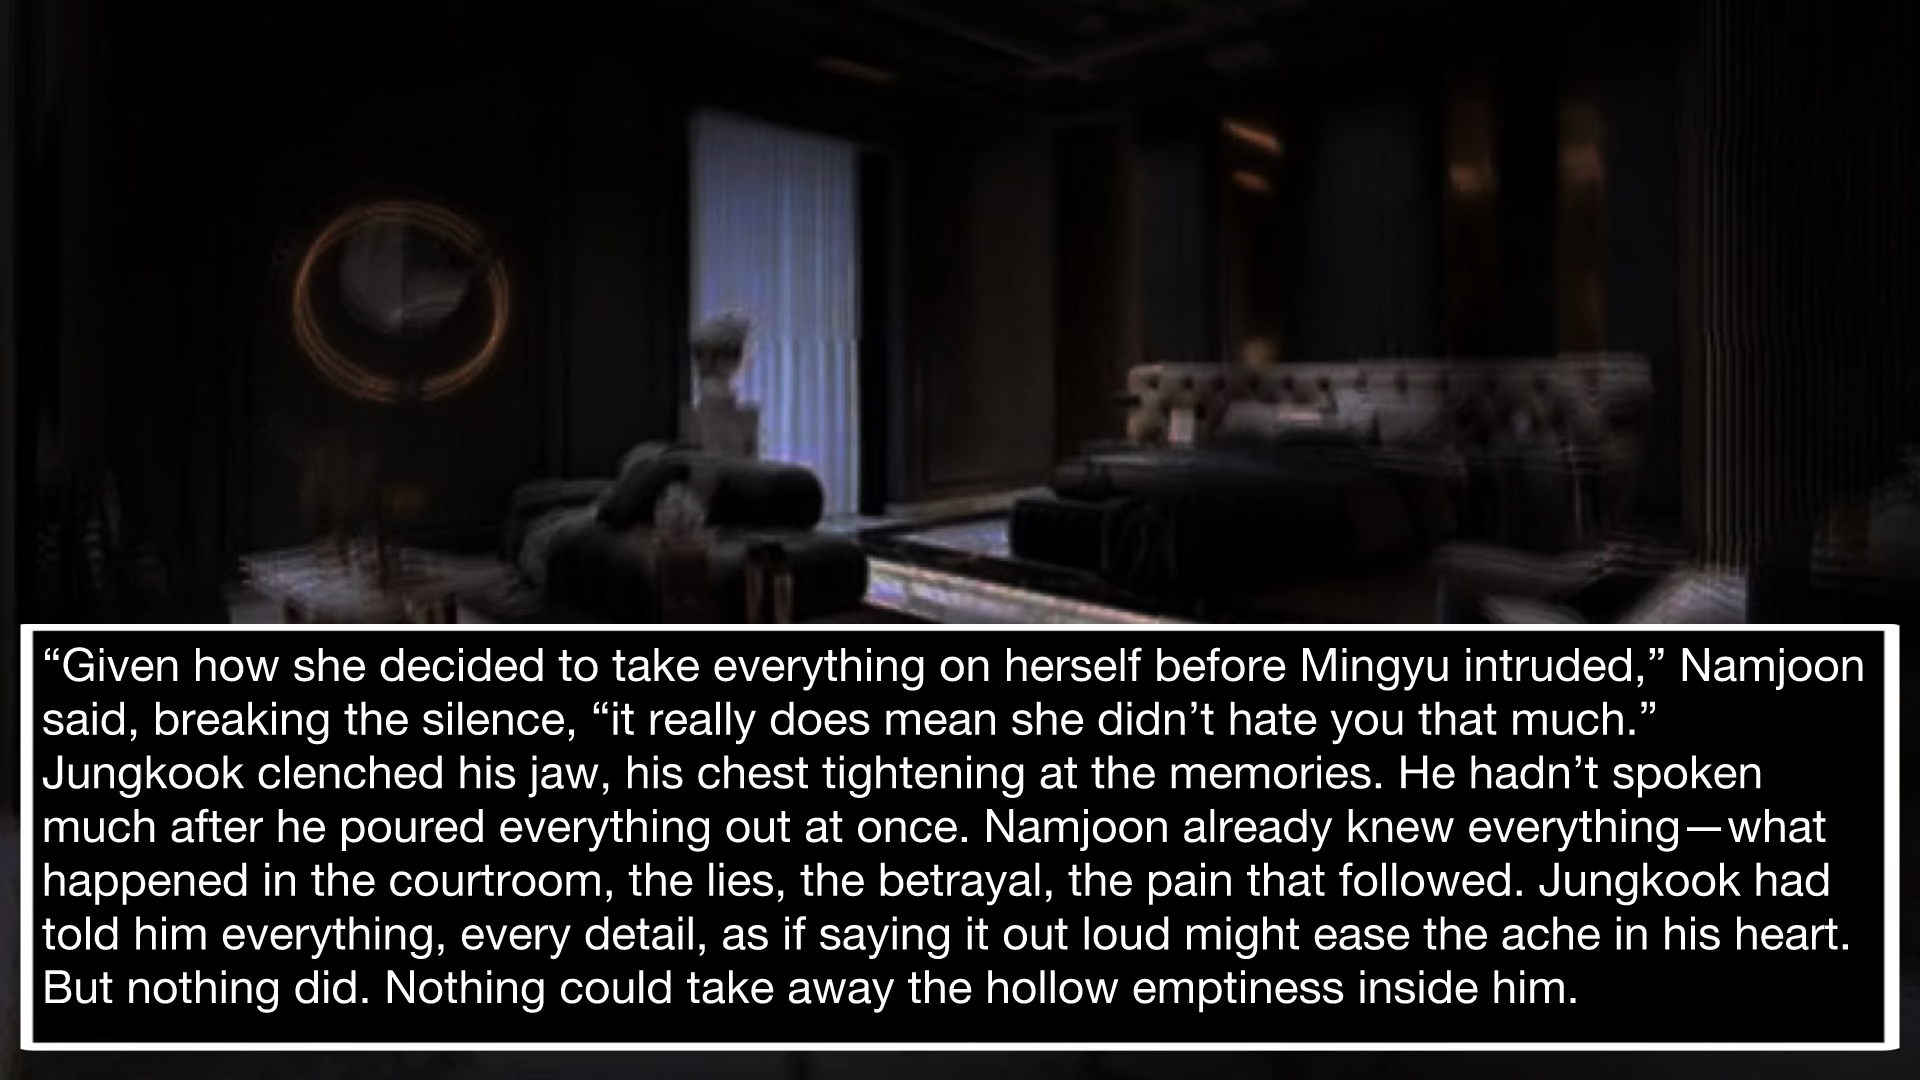 “Given how she decided to take everything on herself before Mingyu intruded,” Namjoon
said, breaking the silence, “it really does mean she didn’t hate you that much.”
Jungkook clenched his jaw, his chest tightening at the memories. He hadn’t spoken
much after he poured everything out at once. Namjoon already knew everything—what
happened in the courtroom, the lies, the betrayal, the pain that followed. Jungkook had
told him everything, every detail, as if saying it out loud might ease the ache in his heart.
But nothing did. Nothing could take away the hollow emptiness inside him.